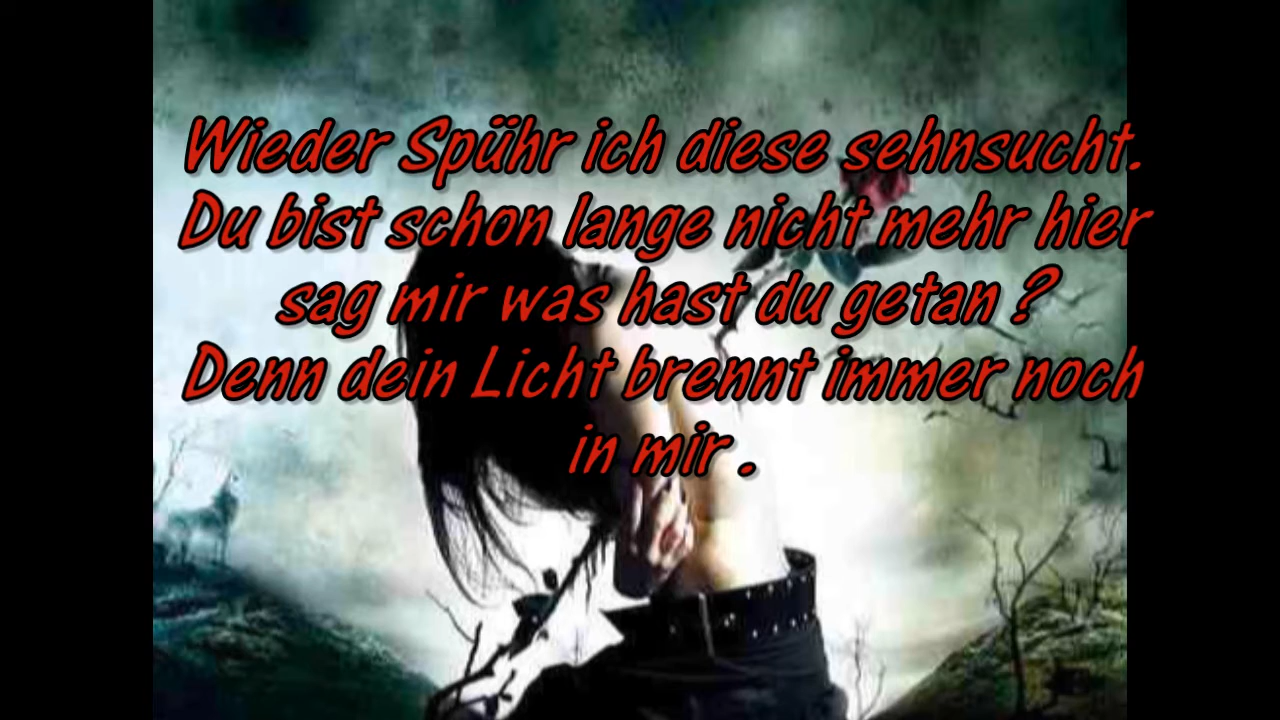 Wieder Spühr ich diese sehnsucht.
Du bist schon lange nicht mehr hier
sag mir was hast du getan ?
Denn dein Licht brennt immer noch
in mir .